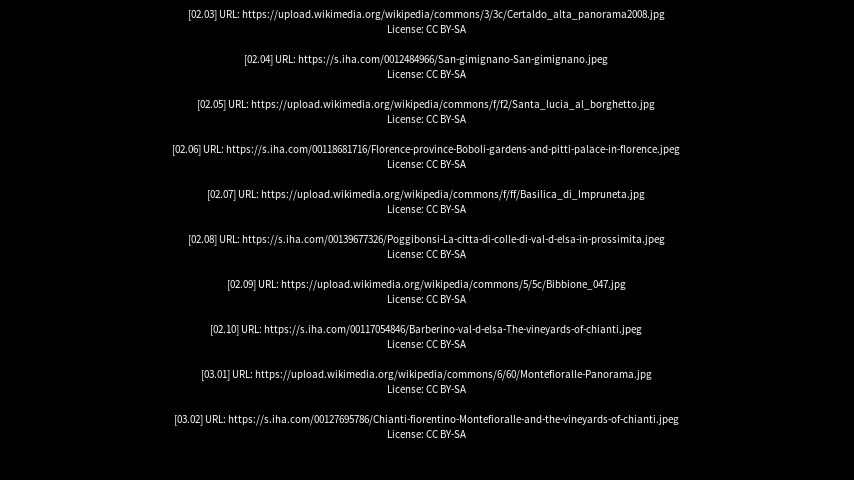 [02.03] URL: https://upload.wikimedia.org/wikipedia/commons/3/3c/Certaldo_alta_panorama2008.jpg
License: CC BY-SA
[02.04] URL: https://s.iha.com/0012484966/San-gimignano-San-gimignano.jpeg
License: CC BY-SA
[02.05] URL: https://upload.wikimedia.org/wikipedia/commons/f/f2/Santa_lucia_al_borghetto.jpg
License: CC BY-SA
[02.06] URL: https://s.iha.com/00118681716/Florence-province-Boboli-gardens-and-pitti-palace-in-florence.jpeg
License: CC BY-SA
[02.07] URL: https://upload.wikimedia.org/wikipedia/commons/f/ff/Basilica_di_Impruneta.jpg
License: CC BY-SA
[02.08] URL: https://s.iha.com/00139677326/Poggibonsi-La-citta-di-colle-di-val-d-elsa-in-prossimita.jpeg
License: CC BY-SA
[02.09] URL: https://upload.wikimedia.org/wikipedia/commons/5/5c/Bibbione_047.jpg
License: CC BY-SA
[02.10] URL: https://s.iha.com/00117054846/Barberino-val-d-elsa-The-vineyards-of-chianti.jpeg
License: CC BY-SA
[03.01] URL: https://upload.wikimedia.org/wikipedia/commons/6/60/Montefioralle-Panorama.jpg
License: CC BY-SA
[03.02] URL: https://s.iha.com/00127695786/Chianti-fiorentino-Montefioralle-and-the-vineyards-of-chianti.jpeg
License: CC BY-SA